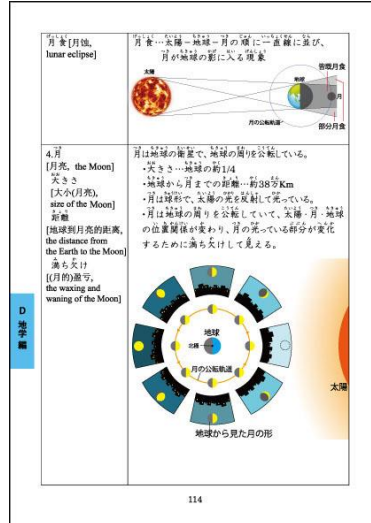 月食[月蚀,
lunar eclipse]
月食…太陽－地球－月の順に一直線に並び、
月が地球の影に入る現象
太陽
地球
皆既月食
月
月の公転軌道
部分月食
4.月
[月亮, the Moon]
大きさ
[大小(月亮),
size of the Moon]
距離
[地球到月亮的距离,
the distance from
the Earth to the Moon]
満ち欠け
[(月的)盈亏,
the waxing and
waning of the Moon]
月は地球の衛星で、地球の周りを公転している。
・大きさ…地球の約1/4
・地球から月までの距離…約38万Km
・月は球形で、太陽の光を反射して光っている。
・月は地球の周りを公転していて、太陽・月・地球
の位置関係が変わり、月の光っている部分が変化
するために満ち欠けして見える。
D 地学編
地球
北極
月の公転軌道
太陽
地球から見た月の形
114